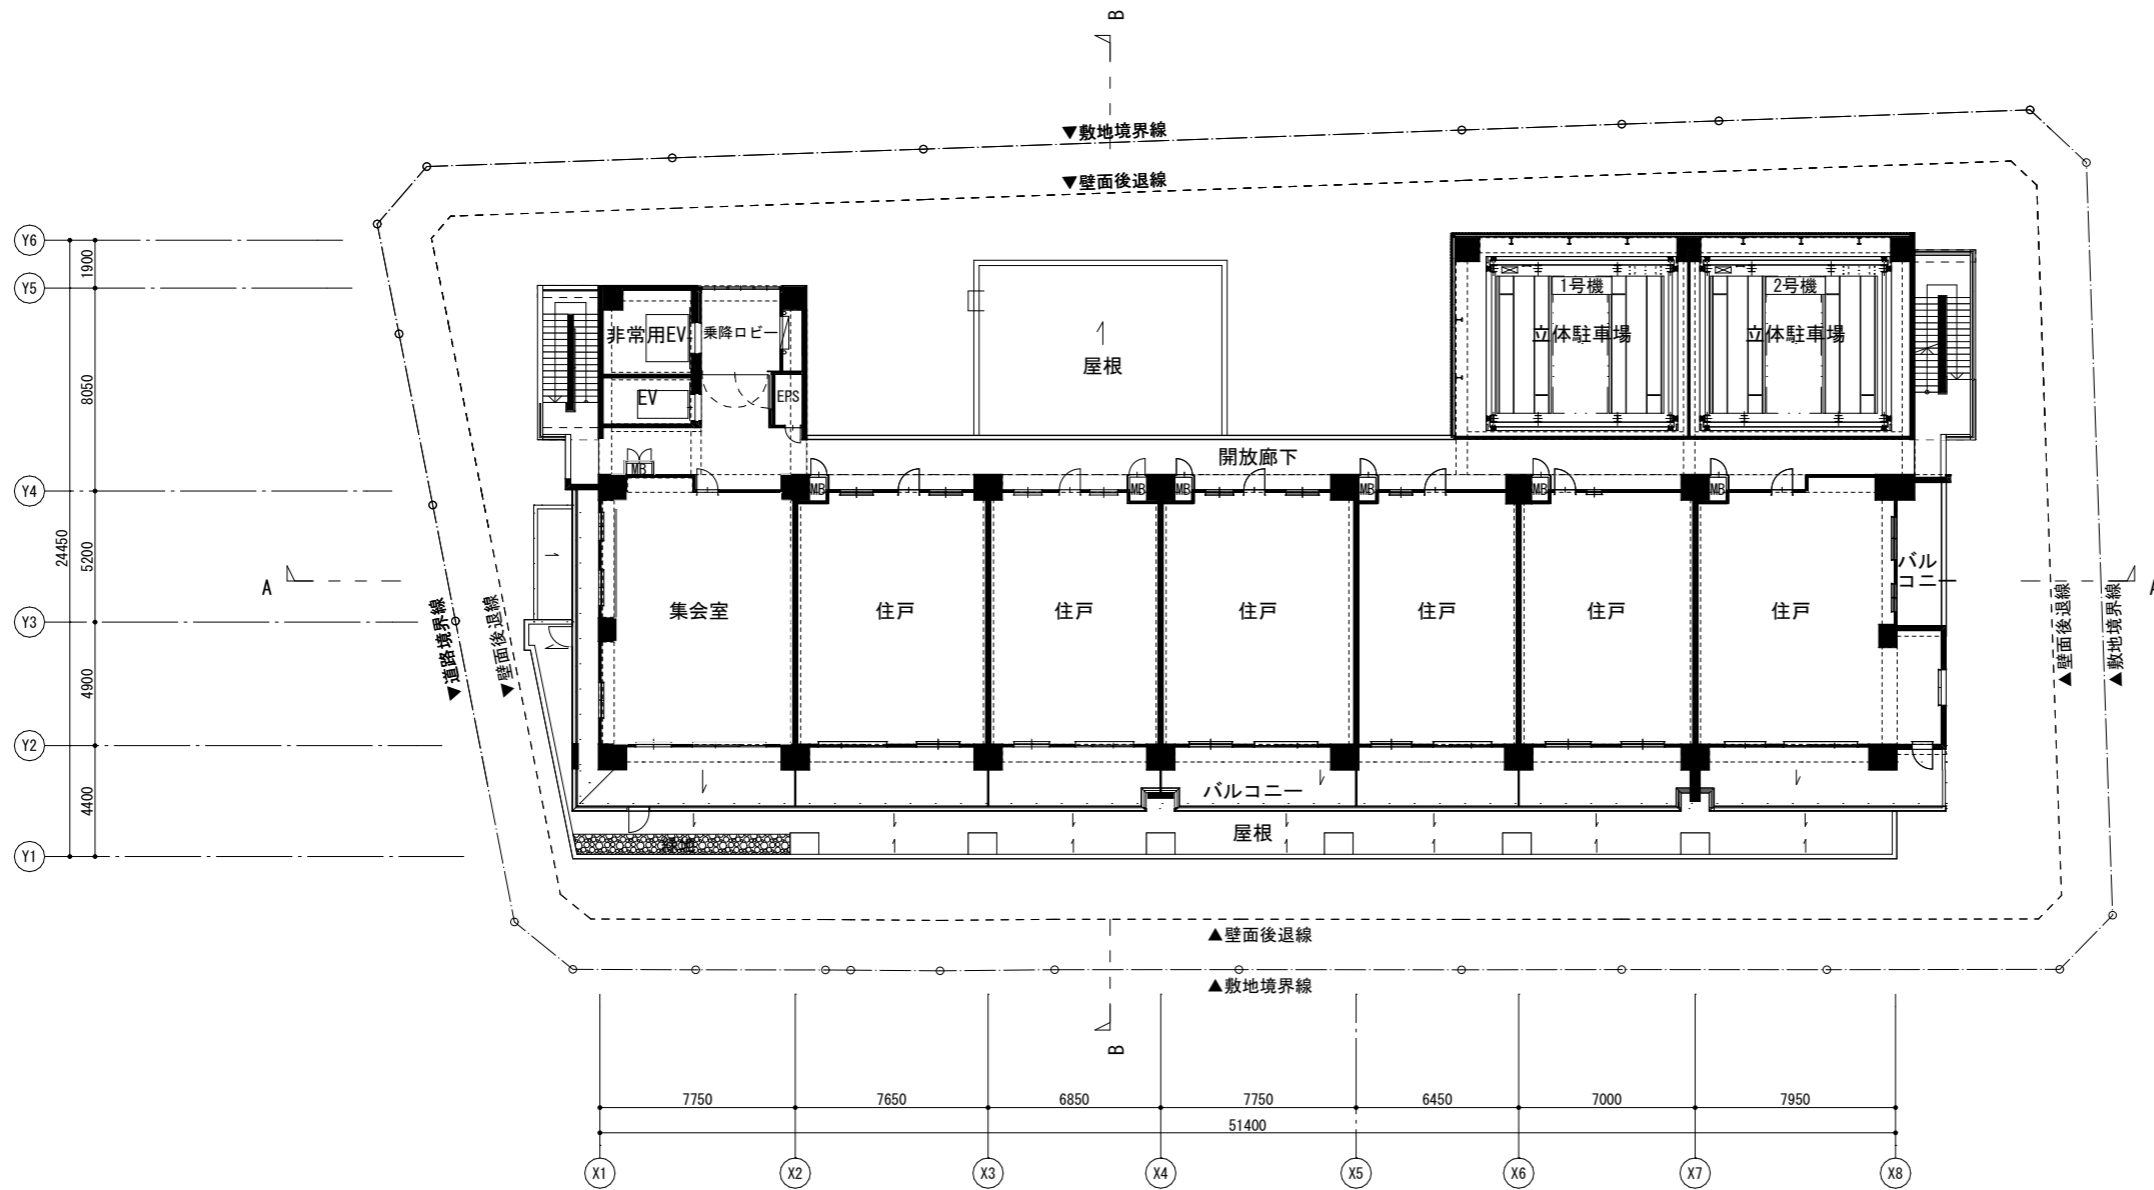 B
▼敷地境界線
▼壁面後退線
Y6
Y5
Y4
Y3
Y2
Y1
1900
8050
5200
4900
4400
24450
1号機
2号機
立体駐車場
立体駐車場
非常用EV
乗降ロビー
屋根
EV
EPS
開放廊下
MB
MB
MB
MB
MB
MB
MB
A
A
バル
コニー
集会室
住戸
住戸
住戸
住戸
住戸
住戸
▼道路境界線
▼壁面後退線
▲壁面後退線
▲敷地境界線
バルコニー
屋根
▲壁面後退線
▲敷地境界線
B
7750
7650
6850
7750
6450
7000
7950
51400
X1
X2
X3
X4
X5
X6
X7
X8